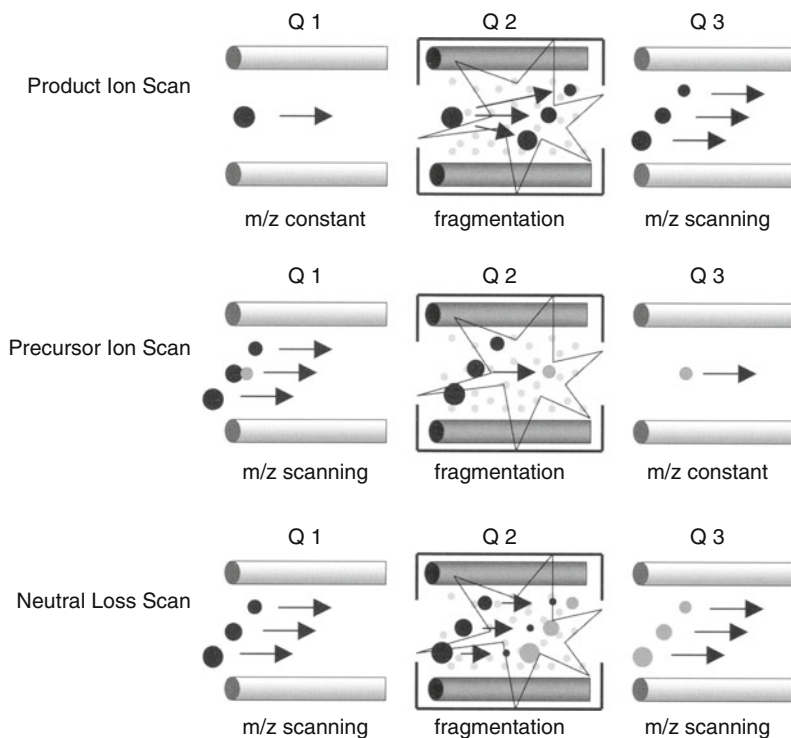 Q 1 Q 2 Q 3
Product Ion Scan
m/z constant fragmentation m/z scanning
Q 1 Q 2 Q 3
Precursor Ion Scan
m/z scanning fragmentation m/z constant
Q 1 Q 2 Q 3
Neutral Loss Scan
m/z scanning fragmentation m/z scanning